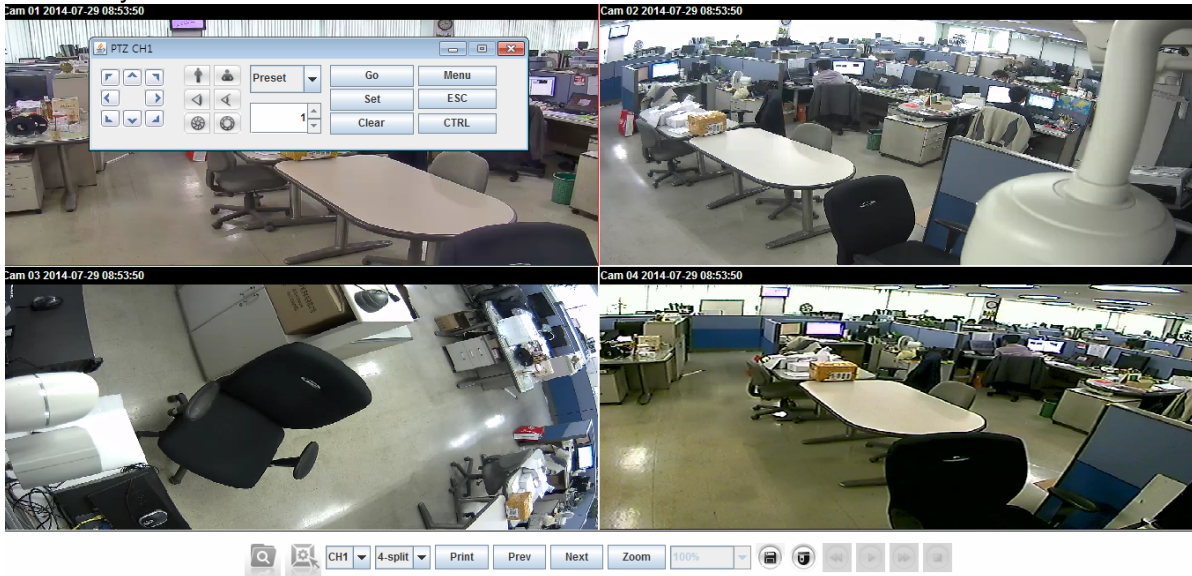 Cam 01 2014-07-29 08:53:50
Cam 02 2014-07-29 08:53:50
PTZ CH1
Preset
Go
Menu
Set
ESC
1
Clear
CTRL
Cam 03 2014-07-29 08:53:50
Cam 04 2014-07-29 08:53:50
CH1
4-split
Print
Prev
Next
Zoom
100%